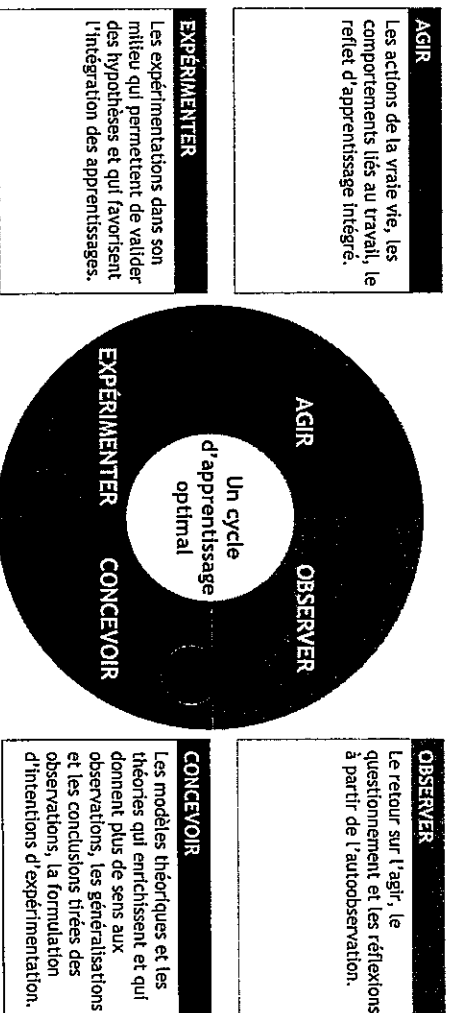 AGIR
Les actions de la vraie vie, les
comportements liés au travail, le
reflet d'apprentissage intégré.
OBSERVER
Le retour sur l'agir, le
questionnement et les réflexions
à partir de l'autoobservation.
AGIR
OBSERVER
Un cycle
d'apprentissage
optimal
EXPÉRIMENTER
CONCEVOIR
EXPÉRIMENTER
Les expérimentations dans son
milieu qui permettent de valider
des hypothèses et qui favorisent
l'intégration des apprentissages.
CONCEVOIR
Les modèles théoriques et les
théories qui enrichissent et qui
donnent plus de sens aux
observations, les généralisations
et les conclusions tirées des
observations, la formulation
d'intentions d'expérimentation.